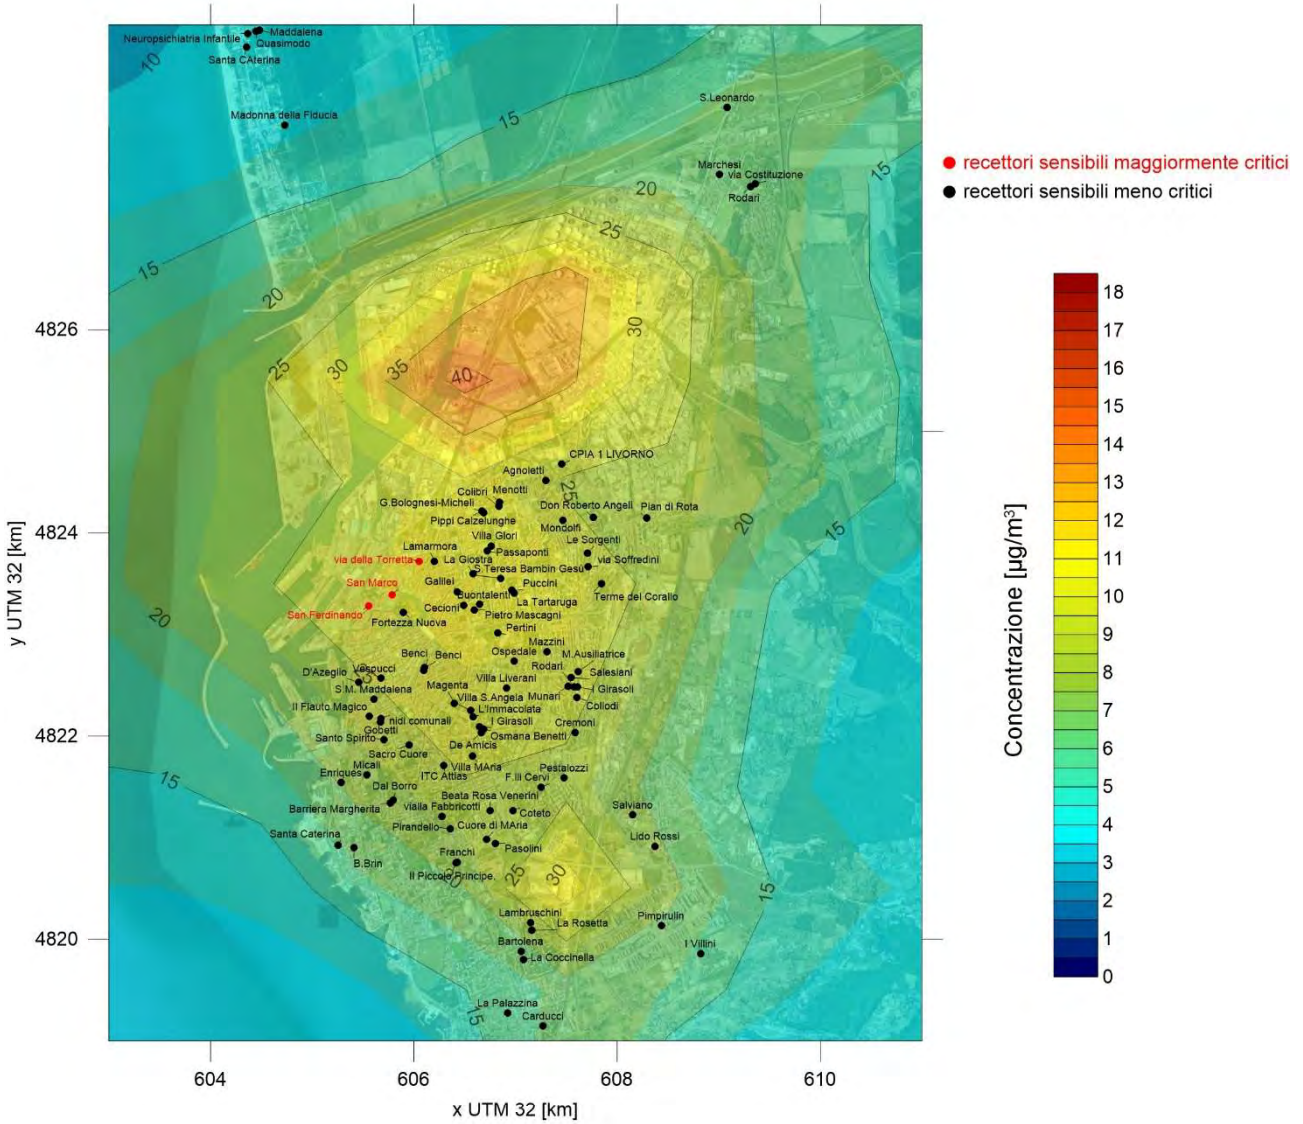 Neuropsichiatria Infantile
Maddalena
Quasimodo
Santa CAterina
10
Madonna della Fiducia
S.Leonardo
15
Marchesi
via Costituzione
Rodari
15
20
recettori sensibili maggiormente critici
recettori sensibili meno critici
25
15
20
4826
30
25
30
35
40
CPIA 1 LIVORNO
Agnoletti
25
Colibrì
Menotti
G.Bolognesi-Micheli
Don Roberto Angeli
Pian di Rota
Pippi Calzelunghe
Mondolfi
20
15
4824
Villa Glori
Le Sorgenti
Lamarmora
Passaponti
via della Torretta
La Giostra
via Soffredini
S.Teresa Bambin Gesù
San Marco
Galilei
Puccini
Buontalenti
Terme del Corallo
San Ferdinando
Cecioni
La Tartaruga
Fortezza Nuova
Pietro Mascagni
20
Pertini
Mazzini
Benci
Benci
Ospedale
M.Ausiliatrice
D'Azeglio
Vespucci
Rodari
Salesiani
S.M. Maddalena
Magenta
Villa Liverani
Munari
I Girasoli
Villa S.Angela
Collodi
Il Flauto Magico
L'Immacolata
nidi comunali
I Girasoli
Cremoni
4822
Santo Spirito
Gobetti
Osmana Benetti
Sacro Cuore
De Amicis
Micali
Villa MAria
Enriques
ITC Attias
Pestalozzi
15
F.lli Cervi
Dal Borro
Beata Rosa Venerini
Barriera Margherita
vialla Fabbricotti
Coteto
Salviano
Pirandello
Cuore di MAria
Santa Caterina
Lido Rossi
B.Brin
Pasolini
Franchi
Il Piccolo Principe.
20
25
30
15
Lambruschini
La Rosetta
Pimpirulin
4820
Bartolena
I Villini
La Coccinella
La Palazzina
15
Carducci
604
606
608
610
x UTM 32 [km]
y UTM 32 [km]
Concentrazione [µg/m³]
18
17
16
15
14
13
12
11
10
9
8
7
6
5
4
3
2
1
0